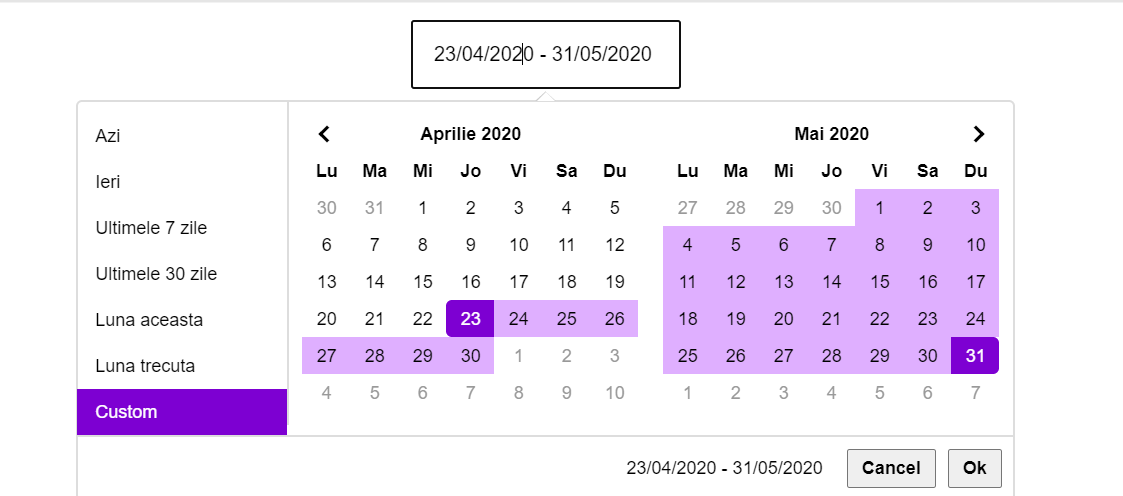 23/04/2020 - 31/05/2020
Azi
Ieri
Ultimele 7 zile
Ultimele 30 zile
Luna aceasta
Luna trecuta
Custom
Aprilie 2020
Lu Ma Mi Jo Vi Sa Du
30 31 1 2 3 4 5
6 7 8 9 10 11 12
13 14 15 16 17 18 19
20 21 22 23 24 25 26
27 28 29 30 1 2 3
4 5 6 7 8 9 10
Mai 2020
Lu Ma Mi Jo Vi Sa Du
27 28 29 30 1 2 3
4 5 6 7 8 9 10
11 12 13 14 15 16 17
18 19 20 21 22 23 24
25 26 27 28 29 30 31
1 2 3 4 5 6 7
23/04/2020 - 31/05/2020
Cancel
Ok